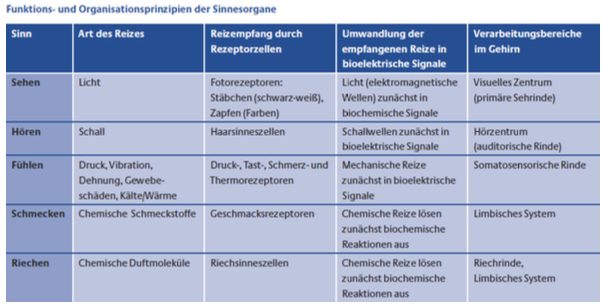 Funktions- und Organisationsprinzipien der Sinnesorgane
Sinn
Art des Reizes
Reizempfang durch
Rezeptorzellen
Umwandlung der
empfangenen Reize in
bioelektrische Signale
Verarbeitungsbereiche
im Gehirn
Sehen
Licht
Fotorezeptoren:
Stäbchen (schwarz-weiß),
Zapfen (Farben)
Licht (elektromagnetische
Wellen) zunächst in
biochemische Signale
Visuelles Zentrum
(primäre Sehrinde)
Hören
Schall
Haarsinneszellen
Schallwellen zunächst in
bioelektrische Signale
Hörzentrum
(auditorische Rinde)
Fühlen
Druck, Vibration,
Dehnung, Gewebe-
schäden, Kälte/Wärme
Druck-, Tast-, Schmerz- und
Thermorezeptoren
Mechanische Reize
zunächst in bioelektrische
Signale
Somatosensorische Rinde
Schmecken
Chemische Schmeckstoffe
Geschmacksrezeptoren
Chemische Reize lösen
zunächst biochemische
Reaktionen aus
Limbisches System
Riechen
Chemische Duftmoleküle
Riechsinneszellen
Chemische Reize lösen
zunächst biochemische
Reaktionen aus
Riechrinde,
Limbisches System